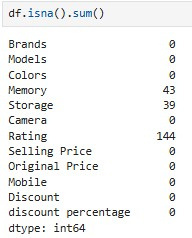 df.isna().sum()
Brands 0
Models 0
Colors 0
Memory 43
Storage 39
Camera 0
Rating 144
Selling Price 0
Original Price 0
Mobile 0
Discount 0
discount percentage 0
dtype: int64